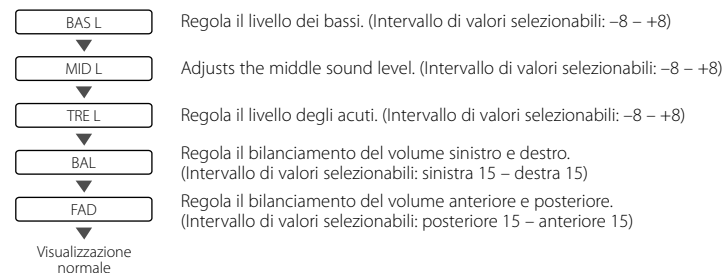 BAS L Regola il livello dei bassi. (Intervallo di valori selezionabili: –8 – +8)
MID L Adjusts the middle sound level. (Intervallo di valori selezionabili: –8 – +8)
TRE L Regola il livello degli acuti. (Intervallo di valori selezionabili: –8 – +8)
BAL Regola il bilanciamento del volume sinistro e destro.
(Intervallo di valori selezionabili: sinistra 15 – destra 15)
FAD Regola il bilanciamento del volume anteriore e posteriore.
(Intervallo di valori selezionabili: posteriore 15 – anteriore 15)
Visualizzazione
normale